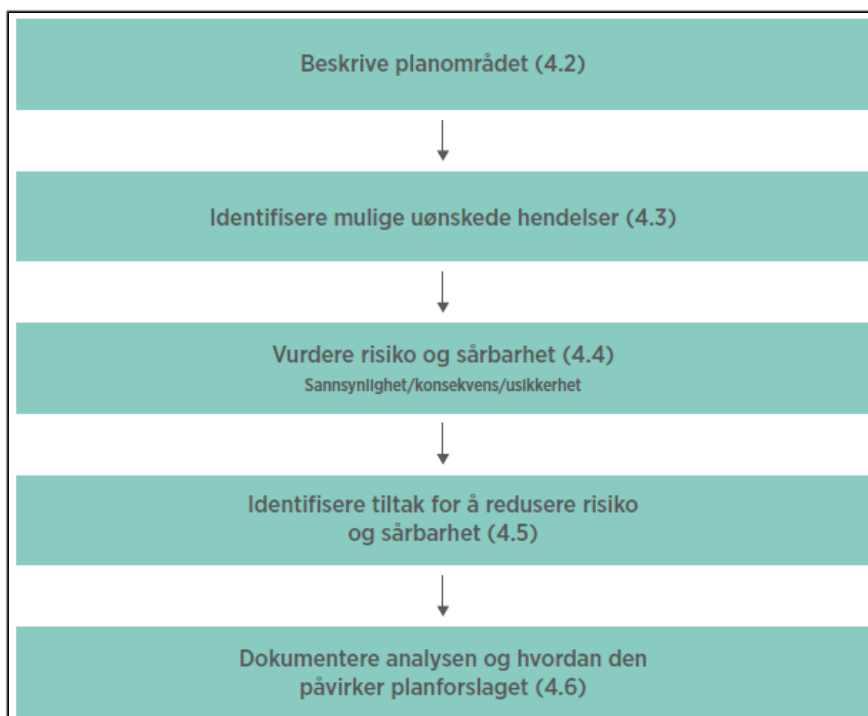 Beskrive planområdet (4.2)
Identifisere mulige uønskede hendelser (4.3)
Vurdere risiko og sårbarhet (4.4)
Sannsynlighet/konsekvens/usikkerhet
Identifisere tiltak for å redusere risiko
og sårbarhet (4.5)
Dokumentere analysen og hvordan den
påvirker planforslaget (4.6)